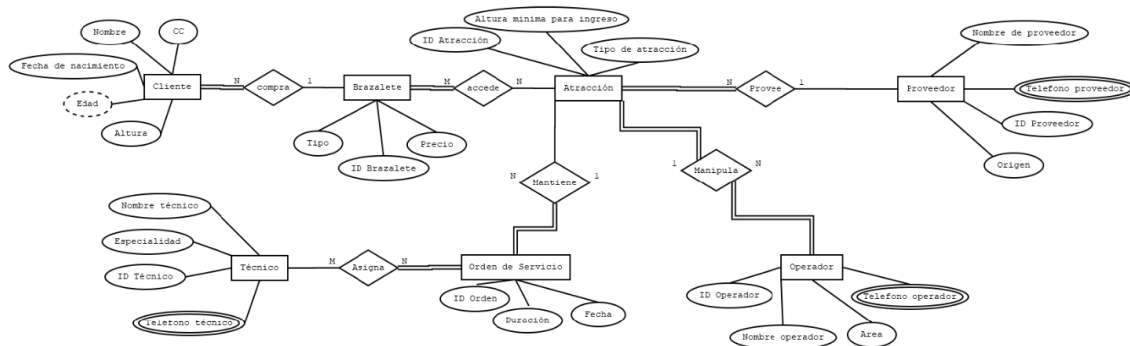 Altura minima para ingreso
Nombre
CC
ID Atracción
Tipo de atracción
Nombre de proveedor
Fecha de nacimiento
Cliente
N
compra
1
Brazalete
M
accede
N
Atracción
N
Provee
1
Proveedor
Telefono proveedor
Edad
Altura
Tipo
Precio
ID Brazalete
ID Proveedor
Origen
N
Mantiene
1
1
Manipula
N
Nombre técnico
Especialidad
ID Técnico
Teléfono técnico
Técnico
M
Asigna
N
Orden de Servicio
ID Orden
Duración
Fecha
Operador
ID Operador
Nombre operador
Area
Telefono operador